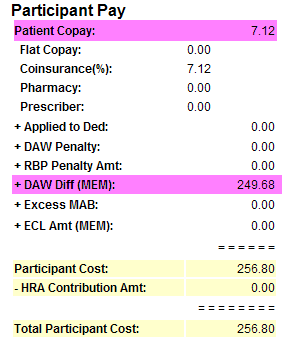 Participant Pay
Patient Copay: 7.12
Flat Copay: 0.00
Coinsurance(%): 7.12
Pharmacy: 0.00
Prescriber: 0.00
+ Applied to Ded: 0.00
+ DAW Penalty: 0.00
+ RBP Penalty Amt: 0.00
+ DAW Diff (MEM): 249.68
+ Excess MAB: 0.00
+ ECL Amt (MEM): 0.00
= = = = = =
Participant Cost: 256.80
- HRA Contribution Amt: 0.00
= = = = = = = =
Total Participant Cost: 256.80